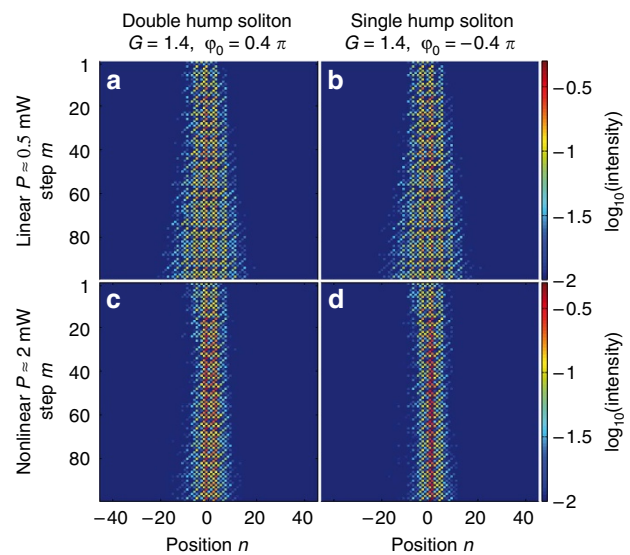 Double hump soliton
G = 1.4, φ0 = 0.4 π
Single hump soliton
G = 1.4, φ0 = −0.4 π
Linear P ≈ 0.5 mW
step m
a
1
20
40
60
80
b
−1
−1.5
−2
log10(intensity)
Nonlinear P ≈ 2 mW
step m
c
1
20
40
60
80
d
−0.5
−1
−1.5
−2
log10(intensity)
−40
−20
0
20
40
−20
0
20
40
Position n
Position n